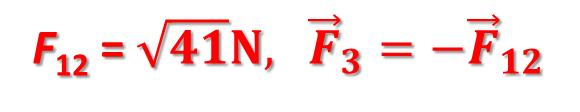 F₁₂ = √41N, F⃗₃ = −F⃗₁₂